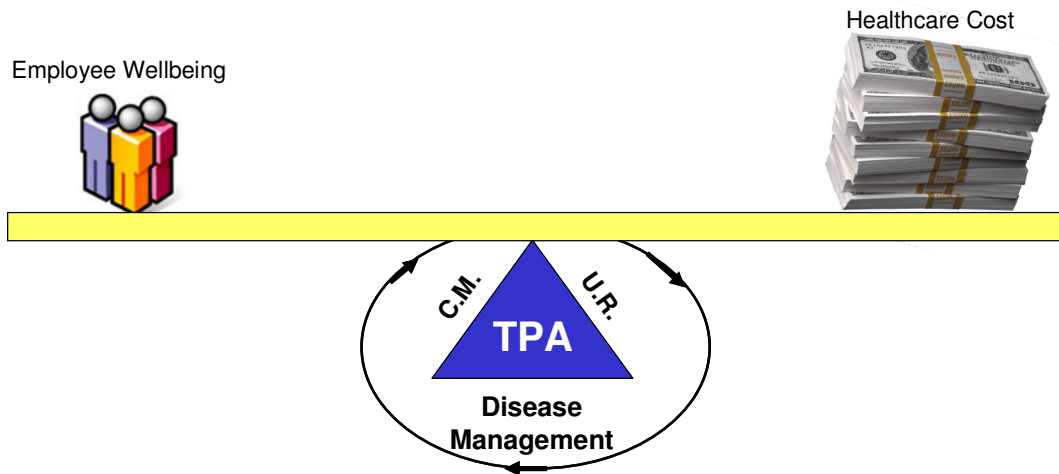 Healthcare Cost
Employee Wellbeing
C.M.
U.R.
TPA
Disease
Management